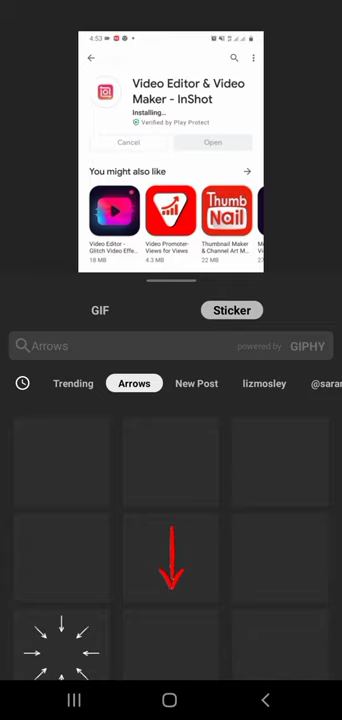 4:53
Video Editor & Video
Maker - InShot
Installing...
Verified by Play Protect
Cancel
Open
You might also like
Thumb
Nail
Video Editor - 
Glitch Video Effe...
18 MB
Video Promoter-
Views for Views
4.3 MB
Thumbnail Maker
& Channel Art M...
22 MB
GIF
Sticker
Arrows
powered by GIPHY
Trending
Arrows
New Post
lizmosley
@sara